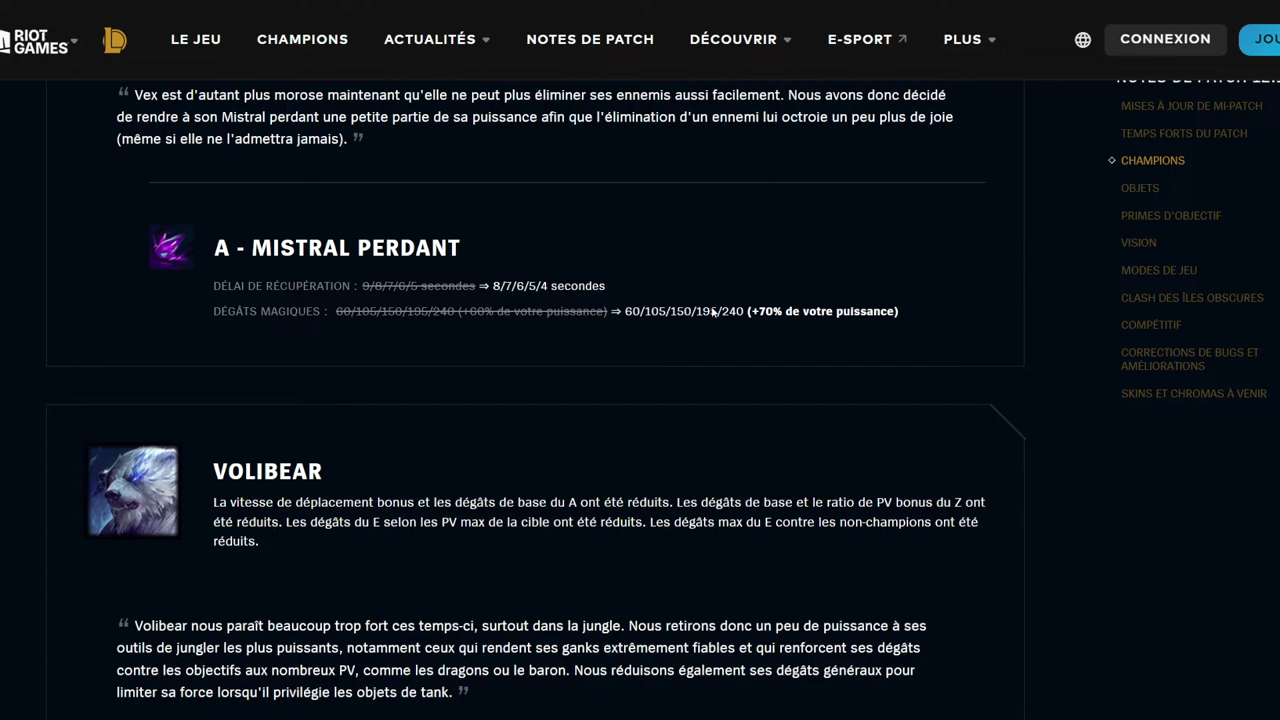 RIOT
GAMES
LE JEU
CHAMPIONS
ACTUALITÉS
NOTES DE PATCH
DÉCOUVRIR
E-SPORT
PLUS
CONNEXION
“ Vex est d'autant plus morose maintenant qu'elle ne peut plus éliminer ses ennemis aussi facilement. Nous avons donc décidé
de rendre à son Mistral perdant une petite partie de sa puissance afin que l'élimination d'un ennemi lui octroie un peu plus de joie
(même si elle ne l'admettra jamais). ”
A - MISTRAL PERDANT
DÉLAI DE RÉCUPÉRATION : 9/8/7/6/5 secondes ⇒ 8/7/6/5/4 secondes
DÉGÂTS MAGIQUES : 60/105/150/195/240 (+60% de votre puissance) ⇒ 60/105/150/195/240 (+70% de votre puissance)
VOLIBEAR
La vitesse de déplacement bonus et les dégâts de base du A ont été réduits. Les dégâts de base et le ratio de PV bonus du Z ont
été réduits. Les dégâts du E selon les PV max de la cible ont été réduits. Les dégâts max du E contre les non-champions ont été
réduits.
“ Volibear nous paraît beaucoup trop fort ces temps-ci, surtout dans la jungle. Nous retirons donc un peu de puissance à ses
outils de jungler les plus puissants, notamment ceux qui rendent ses ganks extrêmement fiables et qui renforcent ses dégâts
contre les objectifs aux nombreux PV, comme les dragons ou le baron. Nous réduisons également ses dégâts généraux pour
limiter sa force lorsqu'il privilégie les objets de tank. ”
NOTES DE PATCH
MISES À JOUR DE MI-PATCH
TEMPS FORTS DU PATCH
CHAMPIONS
OBJETS
PRIMES D'OBJECTIF
VISION
MODES DE JEU
CLASH DES ÎLES OBSCURES
COMPÉTITIF
CORRECTIONS DE BUGS ET
AMÉLIORATIONS
SKINS ET CHROMAS À VENIR